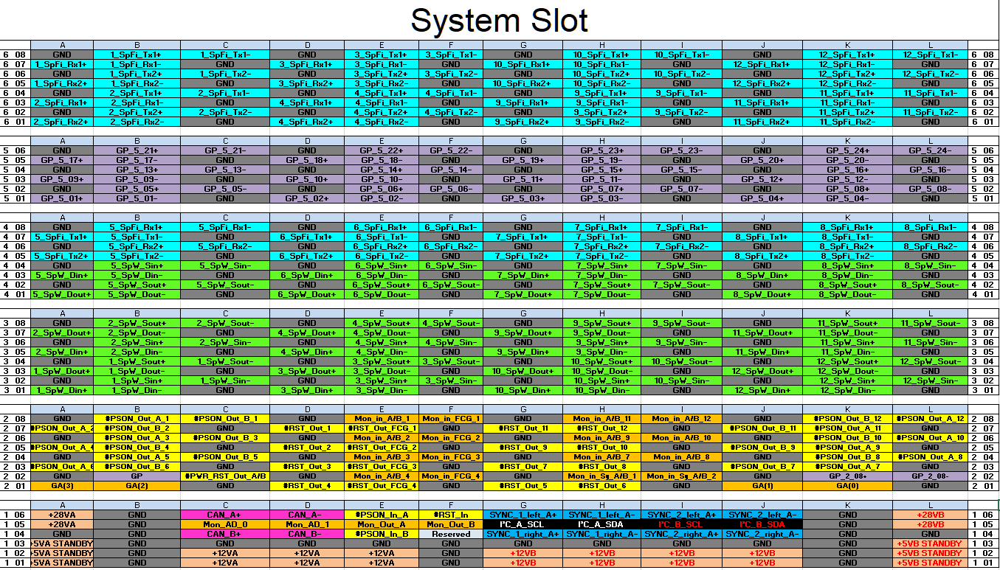 System Slot
A B C D E F G H I J K L
6 08 GND 1_SpFi_Tx1+ 1_SpFi_Tx1- GND 3_SpFi_Tx1+ 3_SpFi_Tx1- GND 10_SpFi_Tx1+ 10_SpFi_Tx1- GND 12_SpFi_Tx1+ 12_SpFi_Tx1- 6 08
6 07 1_SpFi_Rx1+ 1_SpFi_Rx1- GND 3_SpFi_Rx1+ 3_SpFi_Rx1- GND 10_SpFi_Rx1+ 10_SpFi_Rx1- GND 12_SpFi_Rx1+ 12_SpFi_Rx1- GND 6 07
6 06 GND 1_SpFi_Tx2+ 1_SpFi_Tx2- GND 3_SpFi_Tx2+ 3_SpFi_Tx2- GND 10_SpFi_Tx2+ 10_SpFi_Tx2- GND 12_SpFi_Tx2+ 12_SpFi_Tx2- 6 06
6 05 1_SpFi_Rx2+ 1_SpFi_Rx2- GND 3_SpFi_Rx2+ 3_SpFi_Rx2- GND 10_SpFi_Rx2+ 10_SpFi_Rx2- GND 12_SpFi_Rx2+ 12_SpFi_Rx2- GND 6 05
6 04 GND 2_SpFi_Tx1+ 2_SpFi_Tx1- GND 4_SpFi_Tx1+ 4_SpFi_Tx1- GND 9_SpFi_Tx1+ 9_SpFi_Tx1- GND 11_SpFi_Tx1+ 11_SpFi_Tx1- 6 04
6 03 2_SpFi_Rx1+ 2_SpFi_Rx1- GND 4_SpFi_Rx1+ 4_SpFi_Rx1- GND 9_SpFi_Rx1+ 9_SpFi_Rx1- GND 11_SpFi_Rx1+ 11_SpFi_Rx1- GND 6 03
6 02 GND 2_SpFi_Tx2+ 2_SpFi_Tx2- GND 4_SpFi_Tx2+ 4_SpFi_Tx2- GND 9_SpFi_Tx2+ 9_SpFi_Tx2- GND 11_SpFi_Tx2+ 11_SpFi_Tx2- 6 02
6 01 2_SpFi_Rx2+ 2_SpFi_Rx2- GND 4_SpFi_Rx2+ 4_SpFi_Rx2- GND 9_SpFi_Rx2+ 9_SpFi_Rx2- GND 11_SpFi_Rx2+ 11_SpFi_Rx2- GND 6 01
A B C D E F G H I J K L
5 06 GND GP_5_21+ GP_5_21- GND GP_5_22+ GP_5_22- GND GP_5_23+ GP_5_23- GND GP_5_24+ GP_5_24- 5 06
5 05 GP_5_17+ GP_5_17- GND GP_5_18+ GP_5_18- GND GP_5_19+ GP_5_19- GND GP_5_20+ GP_5_20- GND 5 05
5 04 GND GP_5_13+ GP_5_13- GND GP_5_14+ GP_5_14- GND GP_5_15+ GP_5_15- GND GP_5_16+ GP_5_16- 5 04
5 03 GP_5_09+ GP_5_09- GND GP_5_10+ GP_5_10- GND GP_5_11+ GP_5_11- GND GP_5_12+ GP_5_12- GND 5 03
5 02 GND GP_5_05+ GP_5_05- GND GP_5_06+ GP_5_06- GND GP_5_07+ GP_5_07- GND GP_5_08+ GP_5_08- 5 02
5 01 GP_5_01+ GP_5_01- GND GP_5_02+ GP_5_02- GND GP_5_03+ GP_5_03- GND GP_5_04+ GP_5_04- GND 5 01
A B C D E F G H I J K L
4 08 GND 5_SpFi_Rx1+ 5_SpFi_Rx1- GND 6_SpFi_Rx1+ 6_SpFi_Rx1- GND 7_SpFi_Rx1+ 7_SpFi_Rx1- GND 8_SpFi_Rx1+ 8_SpFi_Rx1- 4 08
4 07 5_SpFi_Tx1+ 5_SpFi_Tx1- GND 6_SpFi_Tx1+ 6_SpFi_Tx1- GND 7_SpFi_Tx1+ 7_SpFi_Tx1- GND 8_SpFi_Tx1+ 8_SpFi_Tx1- GND 4 07
4 06 GND 5_SpFi_Rx2+ 5_SpFi_Rx2- GND 6_SpFi_Rx2+ 6_SpFi_Rx2- GND 7_SpFi_Rx2+ 7_SpFi_Rx2- GND 8_SpFi_Rx2+ 8_SpFi_Rx2- 4 06
4 05 5_SpFi_Tx2+ 5_SpFi_Tx2- GND 6_SpFi_Tx2+ 6_SpFi_Tx2- GND 7_SpFi_Tx2+ 7_SpFi_Tx2- GND 8_SpFi_Tx2+ 8_SpFi_Tx2- GND 4 05
4 04 GND 5_SpW_Sin+ 5_SpW_Sin- GND 6_SpW_Sin+ 6_SpW_Sin- GND 7_SpW_Sin+ 7_SpW_Sin- GND 8_SpW_Sin+ 8_SpW_Sin- 4 04
4 03 5_SpW_Din+ 5_SpW_Din- GND 6_SpW_Din+ 6_SpW_Din- GND 7_SpW_Din+ 7_SpW_Din- GND 8_SpW_Din+ 8_SpW_Din- GND 4 03
4 02 GND 5_SpW_Sout+ 5_SpW_Sout- GND 6_SpW_Sout+ 6_SpW_Sout- GND 7_SpW_Sout+ 7_SpW_Sout- GND 8_SpW_Sout+ 8_SpW_Sout- 4 02
4 01 5_SpW_Dout+ 5_SpW_Dout- GND 6_SpW_Dout+ 6_SpW_Dout- GND 7_SpW_Dout+ 7_SpW_Dout- GND 8_SpW_Dout+ 8_SpW_Dout- GND 4 01
A B C D E F G H I J K L
3 08 GND 2_SpW_Sout+ 2_SpW_Sout- GND 4_SpW_Sout+ 4_SpW_Sout- GND 9_SpW_Sout+ 9_SpW_Sout- GND 11_SpW_Sout+ 11_SpW_Sout- 3 08
3 07 2_SpW_Dout+ 2_SpW_Dout- GND 4_SpW_Dout+ 4_SpW_Dout- GND 9_SpW_Dout+ 9_SpW_Dout- GND 11_SpW_Dout+ 11_SpW_Dout- GND 3 07
3 06 GND 2_SpW_Sin+ 2_SpW_Sin- GND 4_SpW_Sin+ 4_SpW_Sin- GND 9_SpW_Sin+ 9_SpW_Sin- GND 11_SpW_Sin+ 11_SpW_Sin- 3 06
3 05 2_SpW_Din+ 2_SpW_Din- GND 4_SpW_Din+ 4_SpW_Din- GND 9_SpW_Din+ 9_SpW_Din- GND 11_SpW_Din+ 11_SpW_Din- GND 3 05
3 04 GND 1_SpW_Sout+ 1_SpW_Sout- GND 3_SpW_Sout+ 3_SpW_Sout- GND 10_SpW_Sout+ 10_SpW_Sout- GND 12_SpW_Sout+ 12_SpW_Sout- 3 04
3 03 1_SpW_Dout+ 1_SpW_Dout- GND 3_SpW_Dout+ 3_SpW_Dout- GND 10_SpW_Dout+ 10_SpW_Dout- GND 12_SpW_Dout+ 12_SpW_Dout- GND 3 03
3 02 GND 1_SpW_Sin+ 1_SpW_Sin- GND 3_SpW_Sin+ 3_SpW_Sin- GND 10_SpW_Sin+ 10_SpW_Sin- GND 12_SpW_Sin+ 12_SpW_Sin- 3 02
3 01 1_SpW_Din+ 1_SpW_Din- GND 3_SpW_Din+ 3_SpW_Din- GND 10_SpW_Din+ 10_SpW_Din- GND 12_SpW_Din+ 12_SpW_Din- GND 3 01
A B C D E F G H I J K L
2 08 GND #PSON_Out_A_1 #PSON_Out_B_1 GND Mon_in_A/B_1 Mon_in_FCG_1 GND Mon_in_A/B_11 Mon_in_A/B_12 GND #PSON_Out_B_12 #PSON_Out_A_12 2 08
2 07 #PSON_Out_A_2 #PSON_Out_B_2 GND #RST_Out_1 #RST_Out_FCG_1 GND #RST_Out_11 #RST_Out_12 GND #PSON_Out_B_11 #PSON_Out_A_11 GND 2 07
2 06 GND #PSON_Out_A_3 #PSON_Out_B_3 GND Mon_in_A/B_2 Mon_in_FCG_2 GND Mon_in_A/B_9 Mon_in_A/B_10 GND #PSON_Out_B_10 #PSON_Out_A_10 2 06
2 05 #PSON_Out_A_4 #PSON_Out_B_4 GND #RST_Out_2 #RST_Out_FCG_2 GND #RST_Out_9 #RST_Out_10 GND #PSON_Out_B_9 #PSON_Out_A_9 GND 2 05
2 04 GND #PSON_Out_A_5 #PSON_Out_B_5 GND Mon_in_A/B_3 Mon_in_FCG_3 GND Mon_in_A/B_7 Mon_in_A/B_8 GND #PSON_Out_B_8 #PSON_Out_A_8 2 04
2 03 #PSON_Out_A_6 #PSON_Out_B_6 GND #RST_Out_3 #RST_Out_FCG_3 GND #RST_Out_7 #RST_Out_8 GND #PSON_Out_B_7 #PSON_Out_A_7 GND 2 03
2 02 GND GP #PWR_RST_Out_A/B GND Mon_in_A/B_4 Mon_in_FCG_4 GND Mon_in_Sy_A/B_1 Mon_in_Sy_A/B_2 GND GP_2_08+ GP_2_08- 2 02
2 01 GA(3) GA(2) GND #RST_Out_4 #RST_Out_FCG_4 GND #RST_Out_5 #RST_Out_6 GND GA(1) GA(0) GND 2 01
A B C D E F G H I J K L
1 06 +28VA GND CAN_A+ CAN_A- #PSON_In_A #RST_In SYNC_1_left_A+ SYNC_1_left_A- SYNC_2_left_A+ SYNC_2_left_A- GND +28VB 1 06
1 05 +28VA GND Mon_AD_0 Mon_AD_1 Mon_Out_A Mon_Out_B I²C_A_SCL I²C_A_SDA I²C_B_SCL I²C_B_SDA GND +28VB 1 05
1 04 GND GND CAN_B+ CAN_B- #PSON_In_B Reserved SYNC_1_right_A+ SYNC_1_right_A- SYNC_2_right_A+ SYNC_2_right_A- GND GND 1 04
1 03 +5VA STANDBY GND GND GND GND GND GND GND GND GND GND +5VB STANDBY 1 03
1 02 +5VA STANDBY GND +12VA +12VA +12VA GND +12VB +12VB +12VB +12VB GND +5VB STANDBY 1 02
1 01 +5VA STANDBY GND +12VA +12VA +12VA GND +12VB +12VB +12VB +12VB GND +5VB STANDBY 1 01